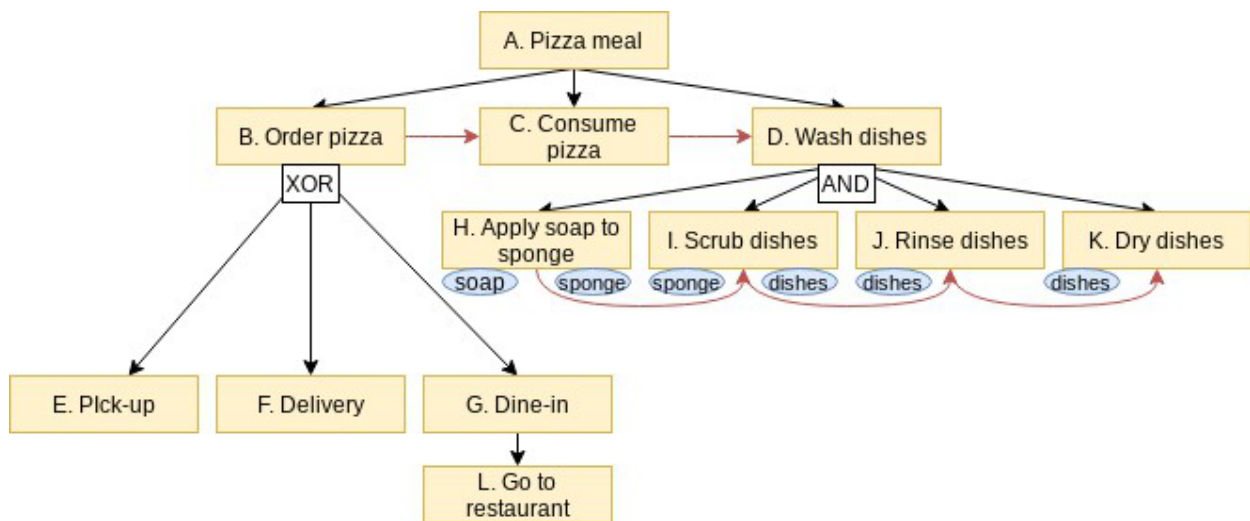 A. Pizza meal
B. Order pizza
C. Consume
pizza
D. Wash dishes
XOR
AND
H. Apply soap to
sponge
I. Scrub dishes
J. Rinse dishes
K. Dry dishes
soap
sponge
sponge
dishes
dishes
dishes
E. PIck-up
F. Delivery
G. Dine-in
L. Go to
restaurant